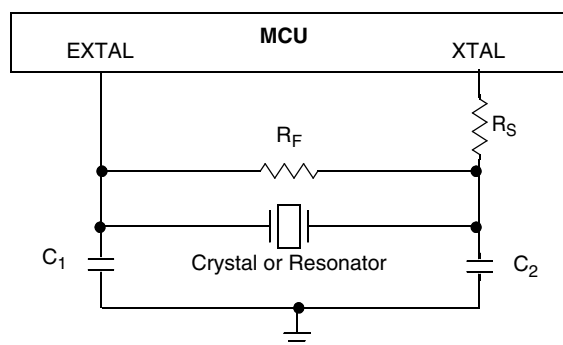 MCU
EXTAL
XTAL
R_S
R_F
C_1
Crystal or Resonator
C_2